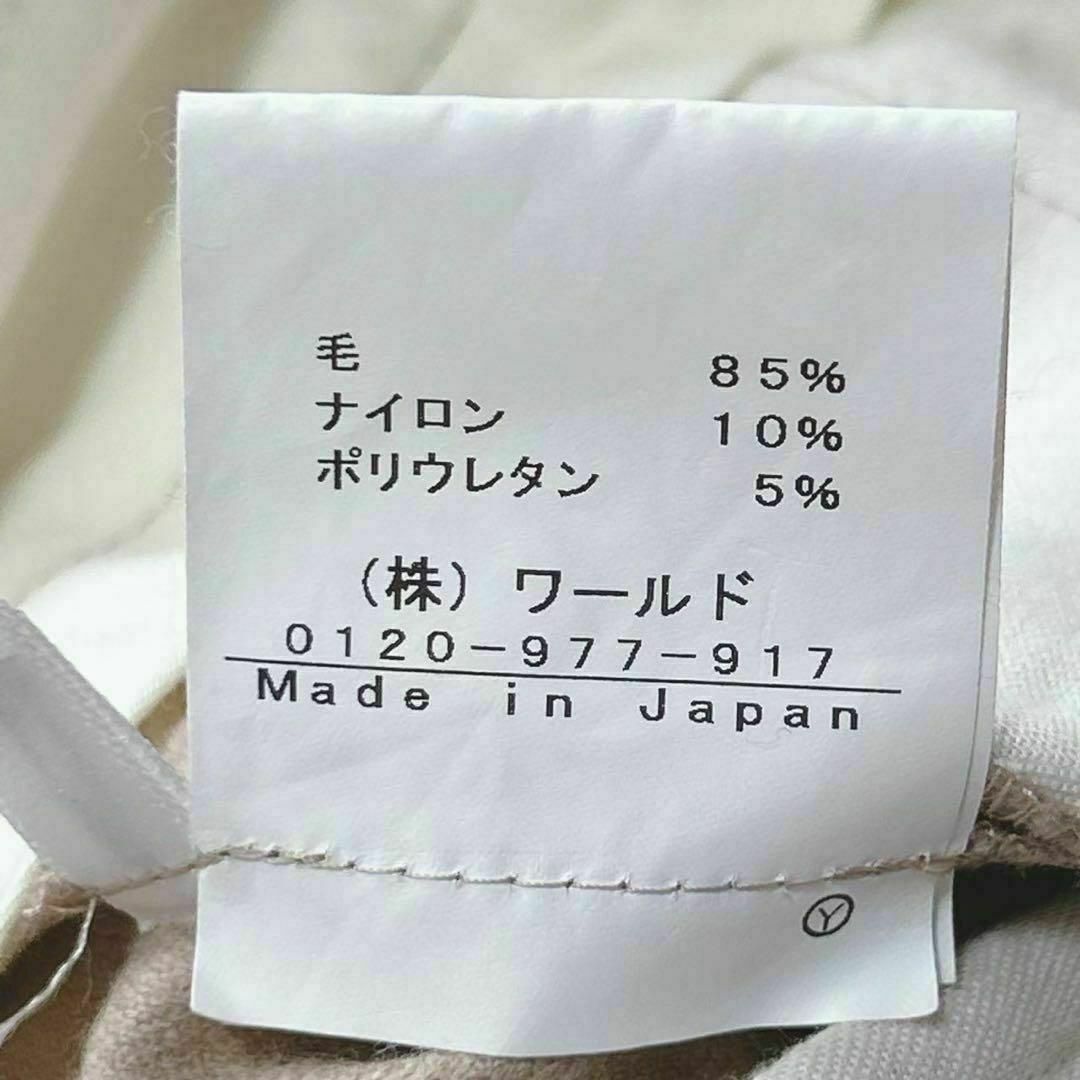 毛 85%
ナイロン 10%
ポリウレタン 5%
（株）ワールド
0120-977-917
Made in Japan
Ⓨ